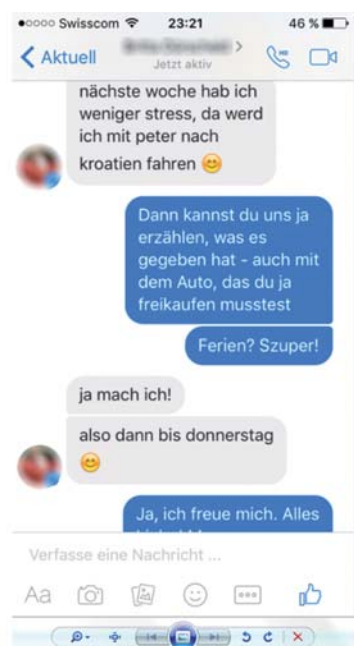 Swisscom 23:21 46 %
Aktuell
Jetzt aktiv
nächste woche hab ich
weniger stress, da werd
ich mit peter nach
kroatien fahren
Dann kannst du uns ja
erzählen, was es
gegeben hat - auch mit
dem Auto, das du ja
freikaufen musstest
Ferien? Szuper!
ja mach ich!
also dann bis donnerstag
Ja, ich freue mich. Alles
Verfasse eine Nachricht ...
Aa